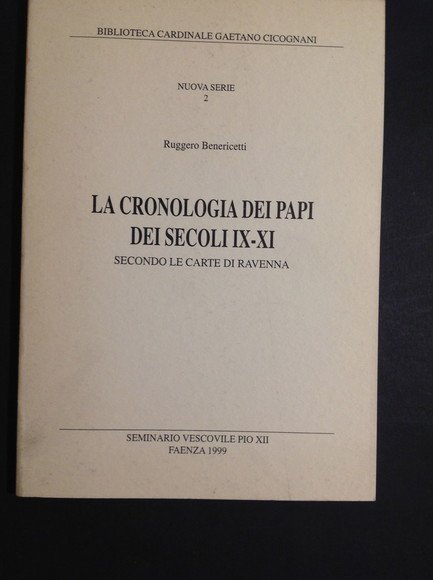 BIBLIOTECA CARDINALE GAETANO CICOGNANI
NUOVA SERIE
2
Ruggero Benericetti
LA CRONOLOGIA DEI PAPI
DEI SECOLI IX-XI
SECONDO LE CARTE DI RAVENNA
SEMINARIO VESCOVILE PIO XII
FAENZA 1999